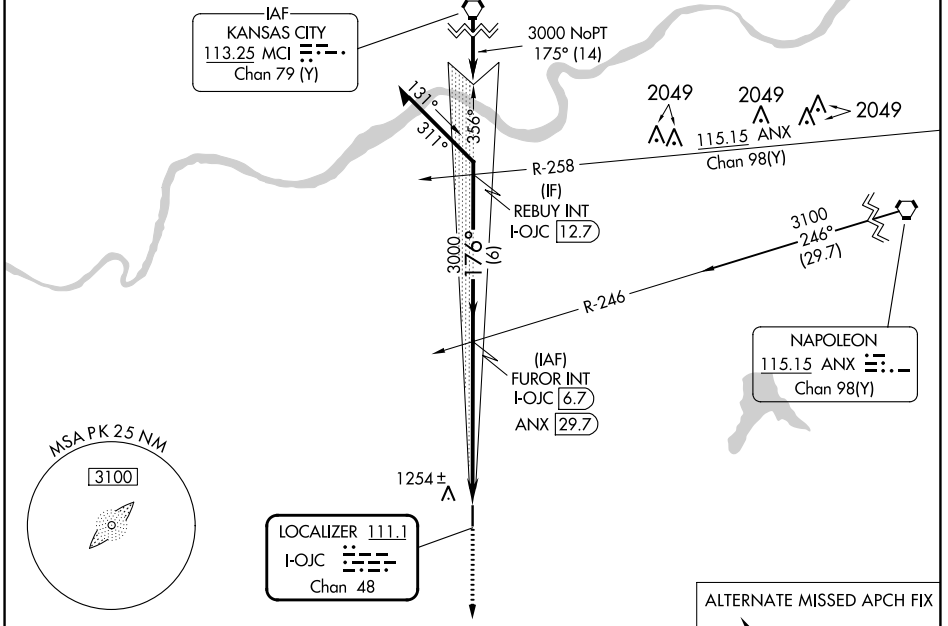 IAF
KANSAS CITY
113.25 MCI
Chan 79 (Y)
3000 NoPT
175° (14)
131°
311°
356°
2049
2049
2049
115.15 ANX
Chan 98(Y)
R-258
(IF)
REBUY INT
I-OJC 12.7
3000
176°
(6)
3100
246°
(29.7)
R-246
(IAF)
FUROR INT
I-OJC 6.7
ANX 29.7
NAPOLEON
115.15 ANX
Chan 98(Y)
MSA PK 25 NM
3100
1254 ±
LOCALIZER 111.1
I-OJC
Chan 48
ALTERNATE MISSED APCH FIX